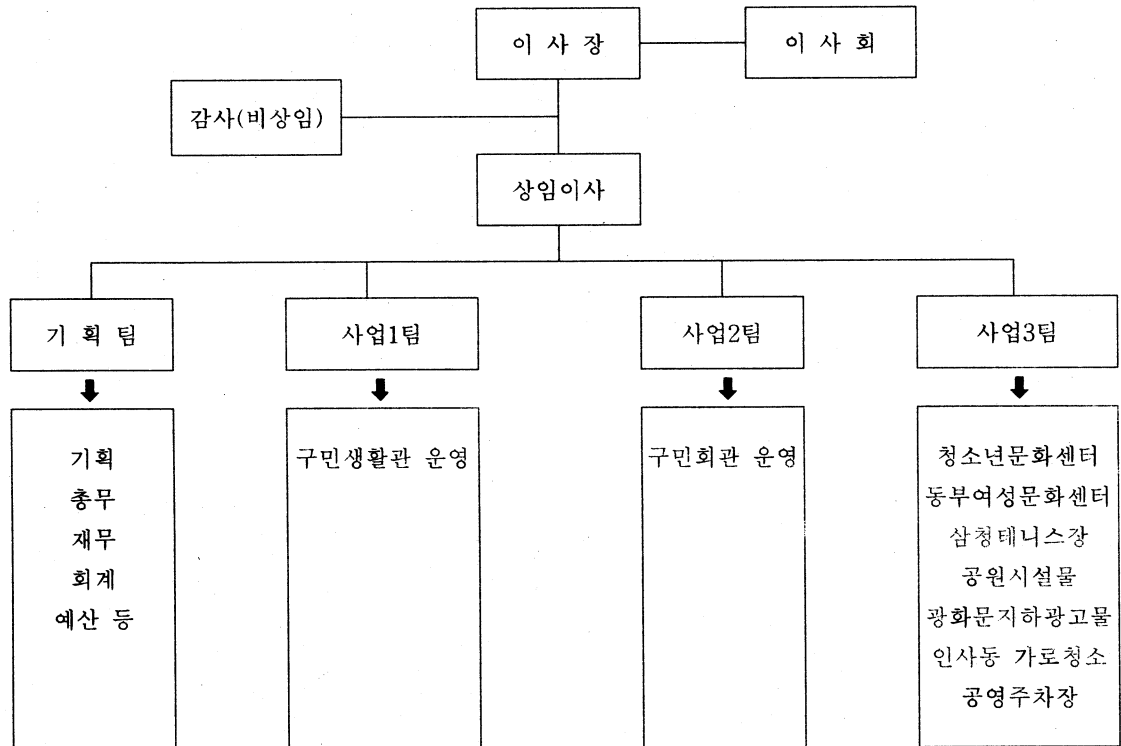 이 사 장
이 사 회
감사(비상임)
상임이사
기 획 팀
사업1팀
사업2팀
사업3팀
기획
총무
재무
회계
예산 등
구민생활관 운영
구민회관 운영
청소년문화센터
동부여성문화센터
삼청테니스장
공원시설물
광화문지하광고물
인사동 가로청소
공영주차장